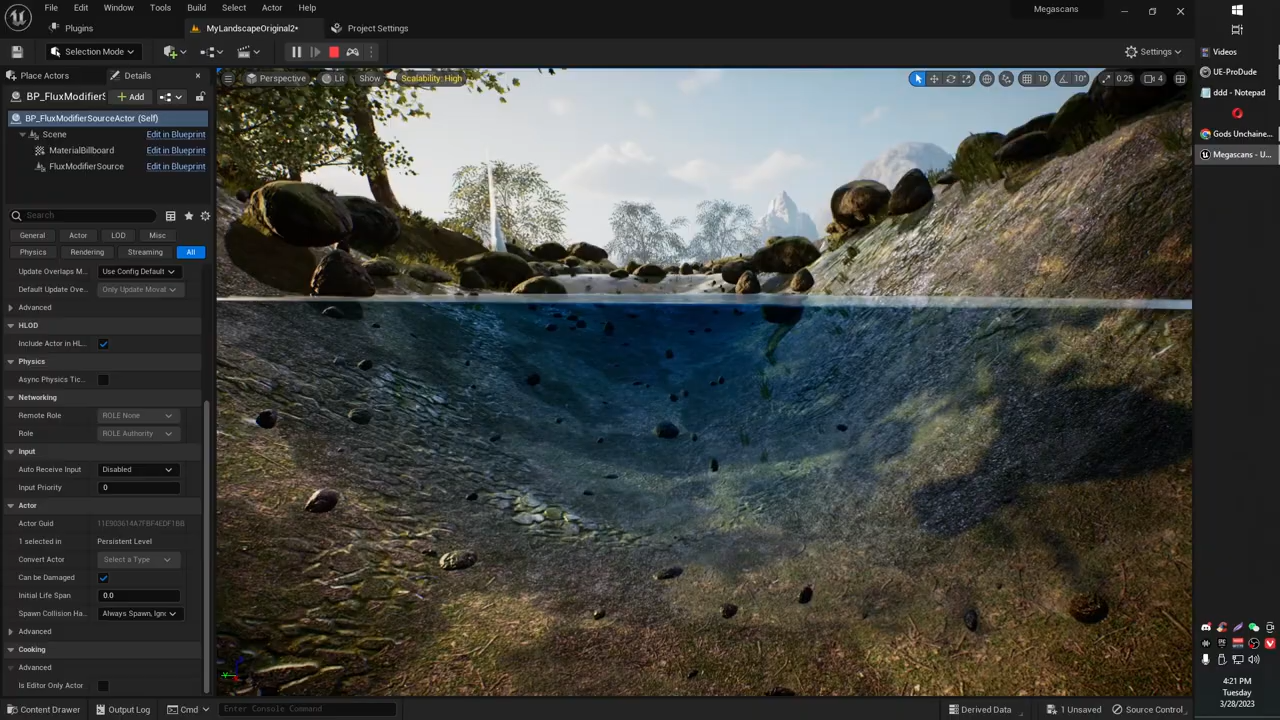 File Edit Window Tools Build Select Actor Help
Megascans
Plugins
MyLandscapeOriginal2*
Project Settings
Selection Mode
Settings
Place Actors
Details
BP_FluxModifierS
Add
BP_FluxModifierSourceActor (Self)
Scene Edit in Blueprint
MaterialBillboard Edit in Blueprint
FluxModifierSource Edit in Blueprint
Search
General Actor LOD Misc
Physics Rendering Streaming All
Update Overlaps M... Use Config Default
Default Update Ove... Only Update Movat
Advanced
HLOD
Include Actor in HL...
Physics
Async Physics Tic...
Networking
Remote Role ROLE None
Role ROLE Authority
Input
Auto Receive Input Disabled
Input Priority 0
Actor
Actor Guid 11E903614A7FBF4EDF1BB
1 selected in Persistent Level
Convert Actor Select a Type
Can be Damaged
Initial Life Span 0.0
Spawn Collision Ha... Always Spawn, Ign
Advanced
Cooking
Advanced
Is Editor Only Actor
Perspective Lit Show Scalability: High
10 10° 0.25 4
Content Drawer Output Log Cmd Enter Console Command
Derived Data 1 Unsaved Source Control
Videos
UE-ProDude
ddd - Notepad
Gods Unchaine...
Megascans - U...
4:21 PM
Tuesday
3/28/2023